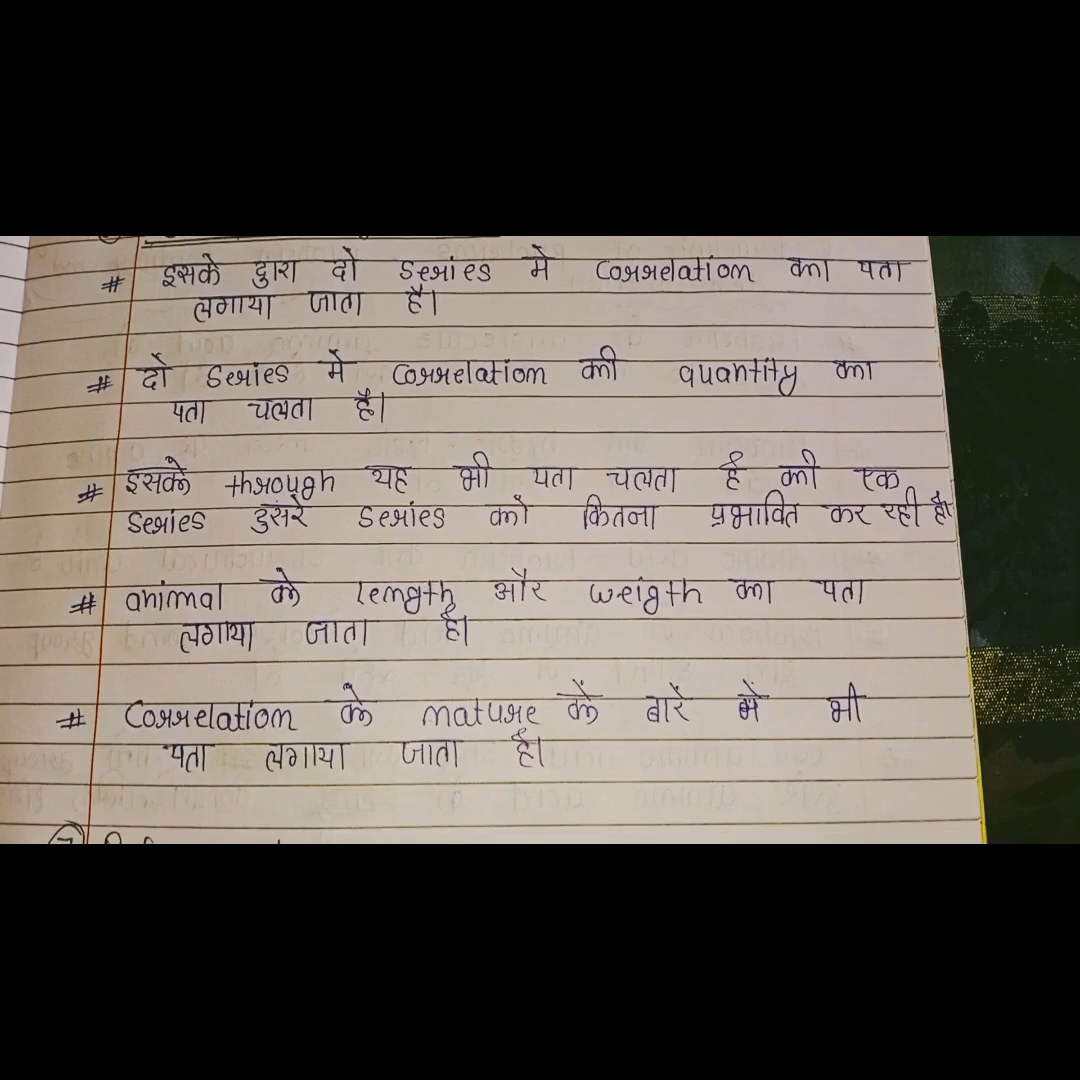 # इसके द्वारा दो series मे correlation का पता
लगाया जाता है।
# दो series मे correlation की quantity का
पता चलता है।
# इसके through यह भी पता चलता है की एक
series दुसरे series को कितना प्रभावित कर रही है।
# animal के length और weigth का पता
लगाया जाता है।
# Correlation के nature कें बारें में भी
पता लगाया जाता है।